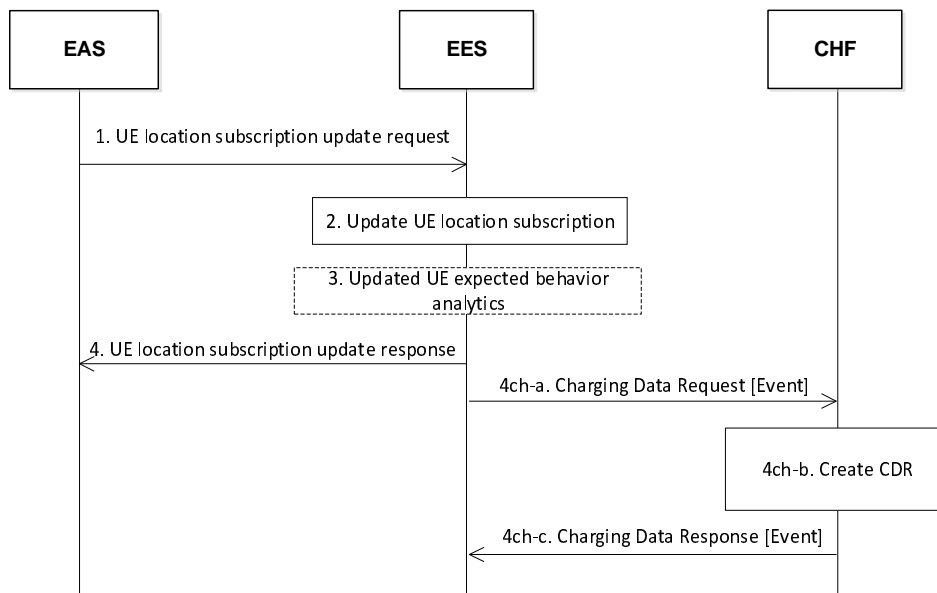 EAS
EES
CHF
1. UE location subscription update request
2. Update UE location subscription
3. Updated UE expected behavior
analytics
4. UE location subscription update response
4ch-a. Charging Data Request [Event]
4ch-b. Create CDR
4ch-c. Charging Data Response [Event]